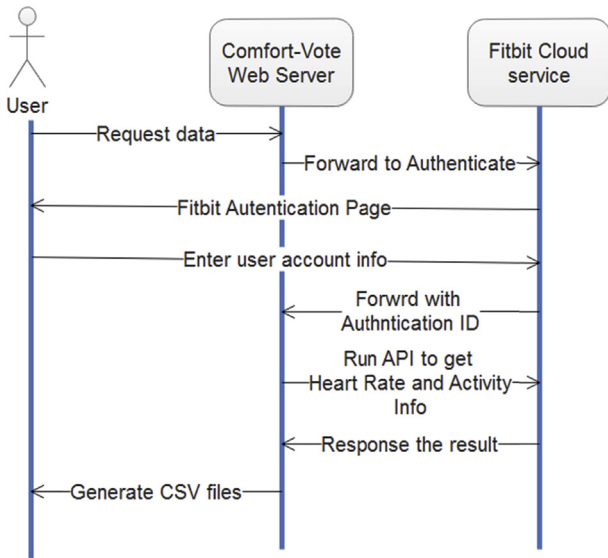 Comfort-Vote
Web Server
Fitbit Cloud
service
User
Request data
Forward to Authenticate
Fitbit Autentication Page
Enter user account info
Forwrd with
Authntication ID
Run API to get
Heart Rate and Activity
Info
Response the result
Generate CSV files